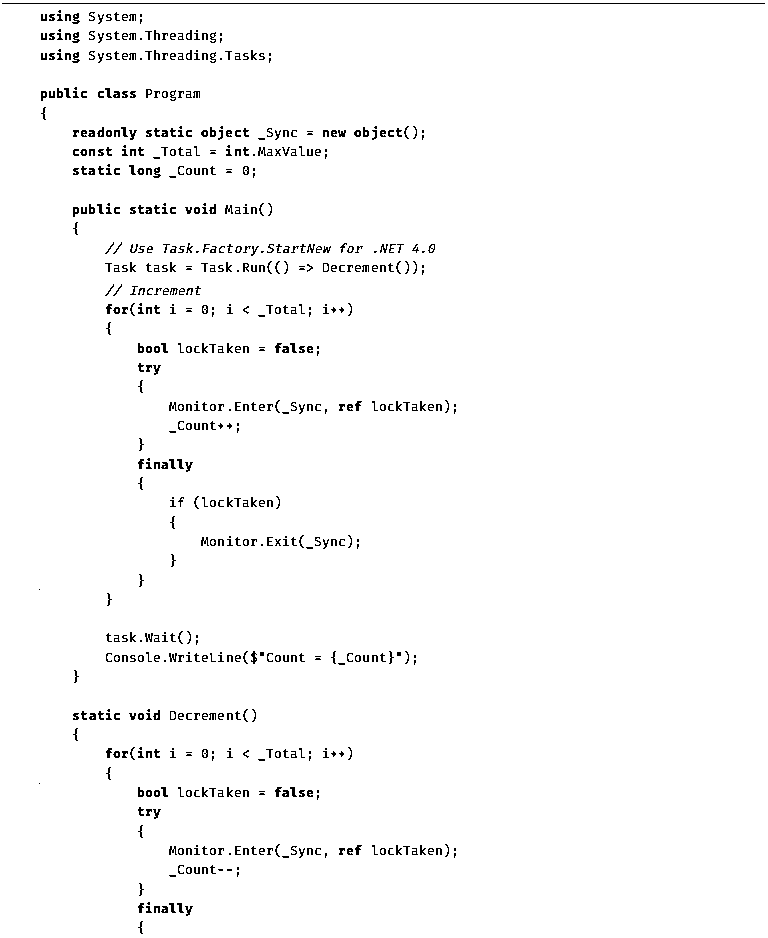 using System;
using System.Threading;
using System.Threading.Tasks;
public class Program
{
readonly static object _Sync = new object();
const int _Total = int.MaxValue;
static long _Count = 0;
public static void Main()
{
// Use Task.Factory.StartNew for .NET 4.0
Task task = Task.Run(() => Decrement());
// Increment
for(int i = 0; i < _Total; i++)
{
bool lockTaken = false;
try
{
Monitor.Enter(_Sync, ref lockTaken);
_Count++;
}
finally
{
if (lockTaken)
{
Monitor.Exit(_Sync);
}
}
}
task.Wait();
Console.WriteLine($"Count = {_Count}");
}
static void Decrement()
{
for(int i = 0; i < _Total; i++)
{
bool lockTaken = false;
try
{
Monitor.Enter(_Sync, ref lockTaken);
_Count--;
}
finally
{